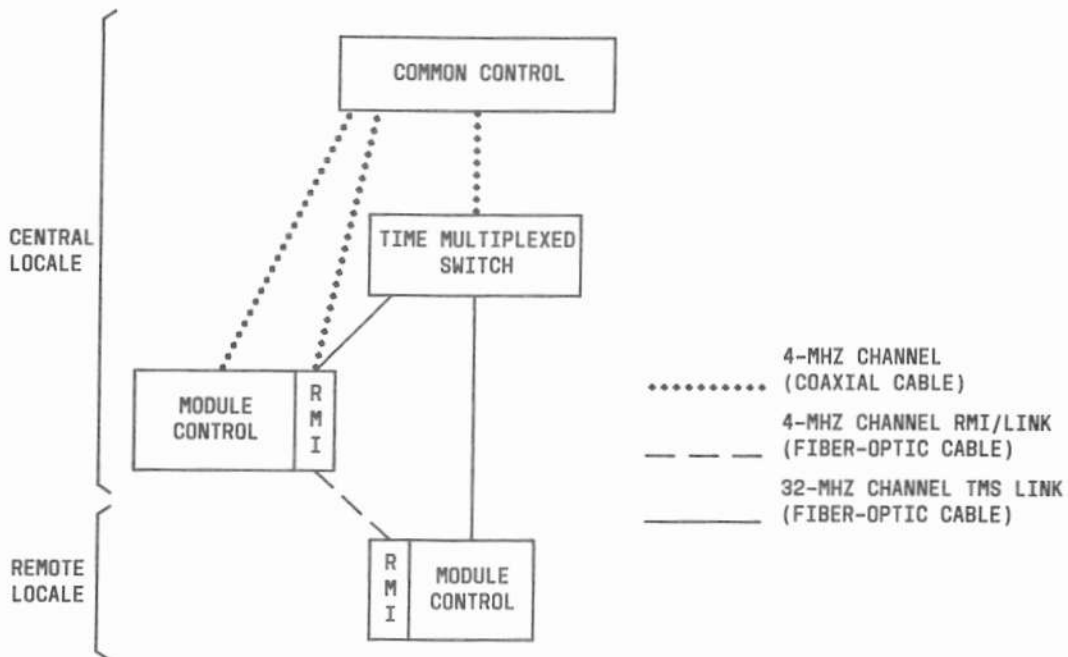 COMMON CONTROL
TIME MULTIPLEXED
SWITCH
CENTRAL
LOCALE
MODULE
CONTROL
R
M
I
4-MHZ CHANNEL
(COAXIAL CABLE)
4-MHZ CHANNEL RMI/LINK
(FIBER-OPTIC CABLE)
32-MHZ CHANNEL TMS LINK
(FIBER-OPTIC CABLE)
REMOTE
LOCALE
R
M
I
MODULE
CONTROL